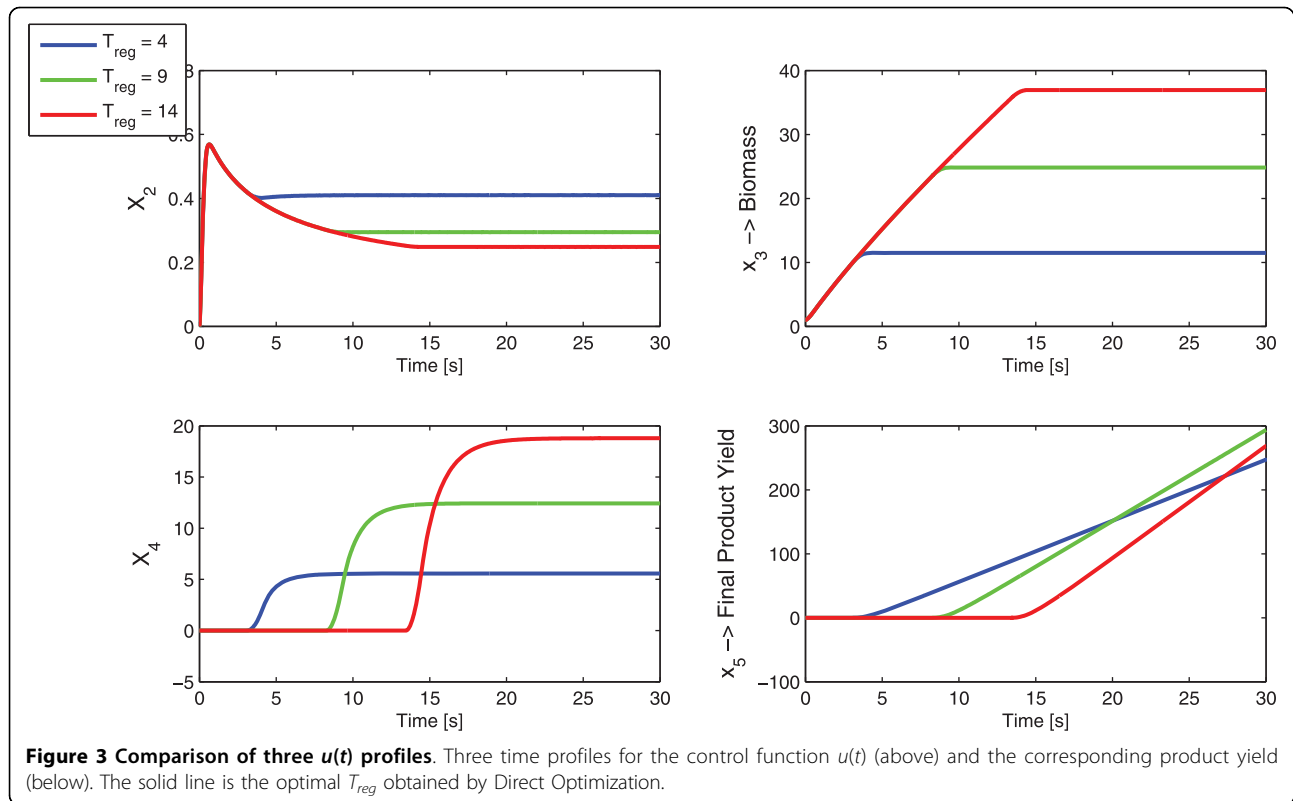 T_reg = 4
T_reg = 9
T_reg = 14
0.8
0.6
0.4
0.2
0
X_2
0 5 10 15 20 25 30
Time [s]
40
30
20
10
0
x_3 −> Biomass
0 5 10 15 20 25 30
Time [s]
20
15
10
5
0
−5
X_4
0 5 10 15 20 25 30
Time [s]
300
200
100
0
−100
x_5 −> Final Product Yield
0 5 10 15 20 25 30
Time [s]
Figure 3 Comparison of three u(t) profiles. Three time profiles for the control function u(t) (above) and the corresponding product yield
(below). The solid line is the optimal T_reg obtained by Direct Optimization.